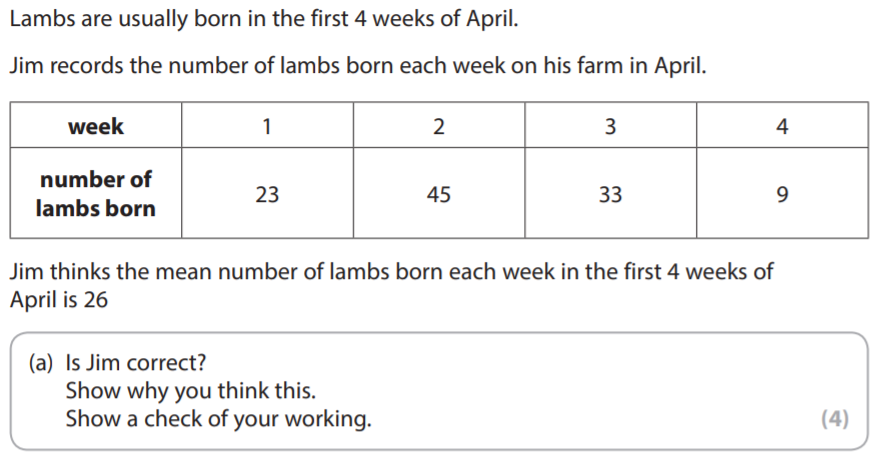 Lambs are usually born in the first 4 weeks of April.
Jim records the number of lambs born each week on his farm in April.
week 1 2 3 4
number of
lambs born 23 45 33 9
Jim thinks the mean number of lambs born each week in the first 4 weeks of
April is 26
(a) Is Jim correct?
Show why you think this.
Show a check of your working. (4)